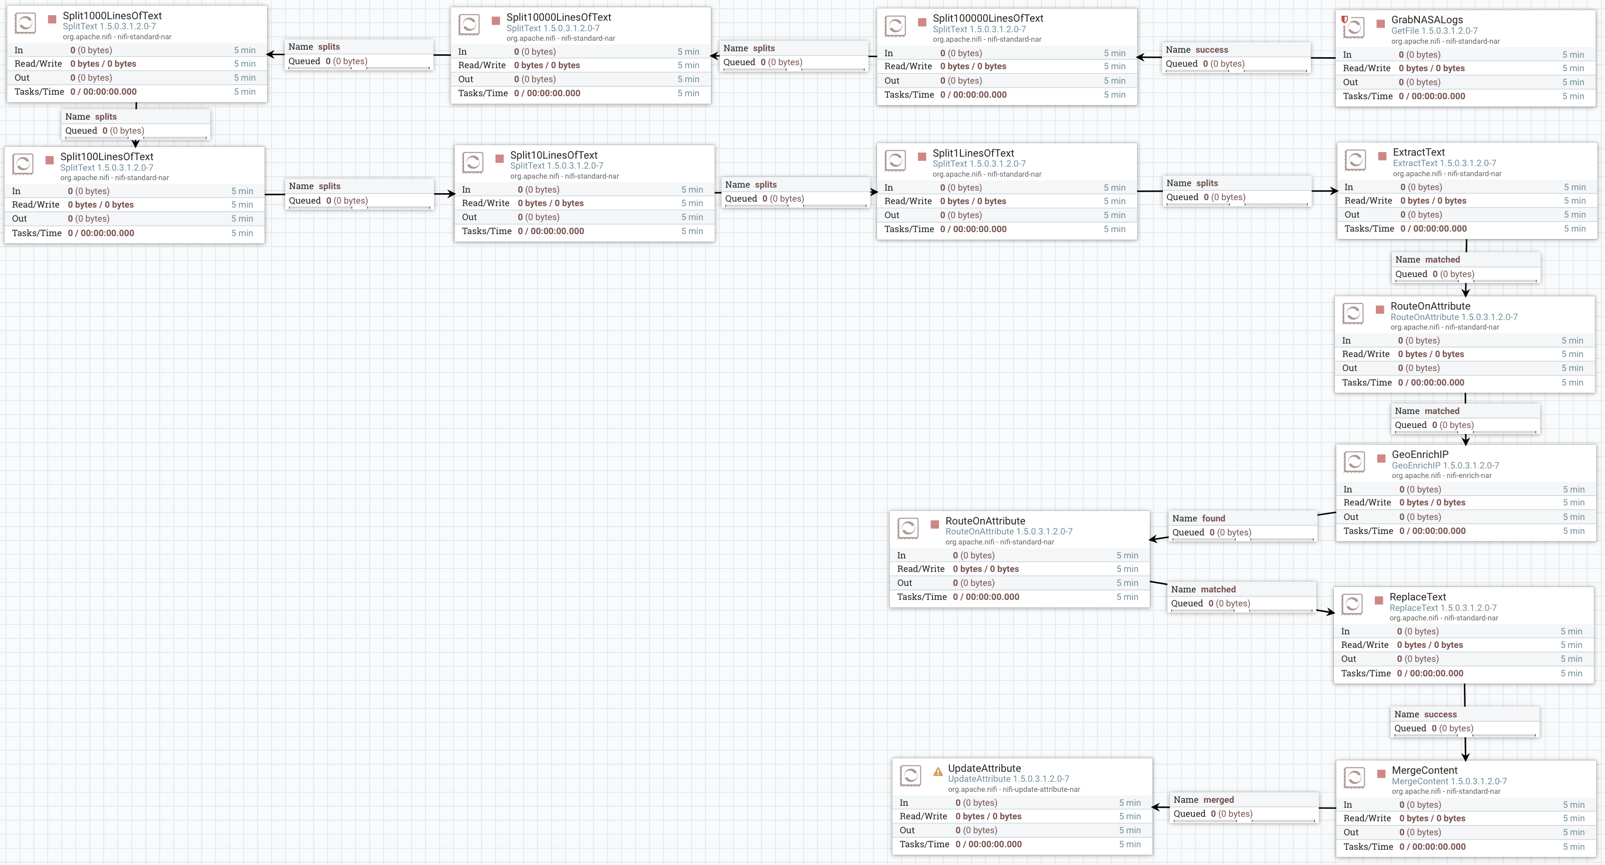 Split1000LinesOfText
SplitText 1.5.0.3.1.2.0-7
org.apache.nifi - nifi-standard-nar
In 0 (0 bytes) 5 min
Read/Write 0 bytes / 0 bytes 5 min
Out 0 (0 bytes) 5 min
Tasks/Time 0 / 00:00:00.000 5 min
Name splits
Queued 0 (0 bytes)
Split10000LinesOfText
SplitText 1.5.0.3.1.2.0-7
org.apache.nifi - nifi-standard-nar
In 0 (0 bytes) 5 min
Read/Write 0 bytes / 0 bytes 5 min
Out 0 (0 bytes) 5 min
Tasks/Time 0 / 00:00:00.000 5 min
Name splits
Queued 0 (0 bytes)
Split100000LinesOfText
SplitText 1.5.0.3.1.2.0-7
org.apache.nifi - nifi-standard-nar
In 0 (0 bytes) 5 min
Read/Write 0 bytes / 0 bytes 5 min
Out 0 (0 bytes) 5 min
Tasks/Time 0 / 00:00:00.000 5 min
Name success
Queued 0 (0 bytes)
GrabNASALogs
GetFile 1.5.0.3.1.2.0-7
org.apache.nifi - nifi-standard-nar
In 0 (0 bytes) 5 min
Read/Write 0 bytes / 0 bytes 5 min
Out 0 (0 bytes) 5 min
Tasks/Time 0 / 00:00:00.000 5 min
Name splits
Queued 0 (0 bytes)
Split100LinesOfText
SplitText 1.5.0.3.1.2.0-7
org.apache.nifi - nifi-standard-nar
In 0 (0 bytes) 5 min
Read/Write 0 bytes / 0 bytes 5 min
Out 0 (0 bytes) 5 min
Tasks/Time 0 / 00:00:00.000 5 min
Name splits
Queued 0 (0 bytes)
Split10LinesOfText
SplitText 1.5.0.3.1.2.0-7
org.apache.nifi - nifi-standard-nar
In 0 (0 bytes) 5 min
Read/Write 0 bytes / 0 bytes 5 min
Out 0 (0 bytes) 5 min
Tasks/Time 0 / 00:00:00.000 5 min
Name splits
Queued 0 (0 bytes)
Split1LinesOfText
SplitText 1.5.0.3.1.2.0-7
org.apache.nifi - nifi-standard-nar
In 0 (0 bytes) 5 min
Read/Write 0 bytes / 0 bytes 5 min
Out 0 (0 bytes) 5 min
Tasks/Time 0 / 00:00:00.000 5 min
Name splits
Queued 0 (0 bytes)
ExtractText
ExtractText 1.5.0.3.1.2.0-7
org.apache.nifi - nifi-standard-nar
In 0 (0 bytes) 5 min
Read/Write 0 bytes / 0 bytes 5 min
Out 0 (0 bytes) 5 min
Tasks/Time 0 / 00:00:00.000 5 min
Name matched
Queued 0 (0 bytes)
RouteOnAttribute
RouteOnAttribute 1.5.0.3.1.2.0-7
org.apache.nifi - nifi-standard-nar
In 0 (0 bytes) 5 min
Read/Write 0 bytes / 0 bytes 5 min
Out 0 (0 bytes) 5 min
Tasks/Time 0 / 00:00:00.000 5 min
Name matched
Queued 0 (0 bytes)
GeoEnrichIP
GeoEnrichIP 1.5.0.3.1.2.0-7
org.apache.nifi - nifi-enrich-nar
In 0 (0 bytes) 5 min
Read/Write 0 bytes / 0 bytes 5 min
Out 0 (0 bytes) 5 min
Tasks/Time 0 / 00:00:00.000 5 min
Name found
Queued 0 (0 bytes)
RouteOnAttribute
RouteOnAttribute 1.5.0.3.1.2.0-7
org.apache.nifi - nifi-standard-nar
In 0 (0 bytes) 5 min
Read/Write 0 bytes / 0 bytes 5 min
Out 0 (0 bytes) 5 min
Tasks/Time 0 / 00:00:00.000 5 min
Name matched
Queued 0 (0 bytes)
ReplaceText
ReplaceText 1.5.0.3.1.2.0-7
org.apache.nifi - nifi-standard-nar
In 0 (0 bytes) 5 min
Read/Write 0 bytes / 0 bytes 5 min
Out 0 (0 bytes) 5 min
Tasks/Time 0 / 00:00:00.000 5 min
Name success
Queued 0 (0 bytes)
MergeContent
MergeContent 1.5.0.3.1.2.0-7
org.apache.nifi - nifi-standard-nar
In 0 (0 bytes) 5 min
Read/Write 0 bytes / 0 bytes 5 min
Out 0 (0 bytes) 5 min
Tasks/Time 0 / 00:00:00.000 5 min
Name merged
Queued 0 (0 bytes)
UpdateAttribute
UpdateAttribute 1.5.0.3.1.2.0-7
org.apache.nifi - nifi-update-attribute-nar
In 0 (0 bytes) 5 min
Read/Write 0 bytes / 0 bytes 5 min
Out 0 (0 bytes) 5 min
Tasks/Time 0 / 00:00:00.000 5 min